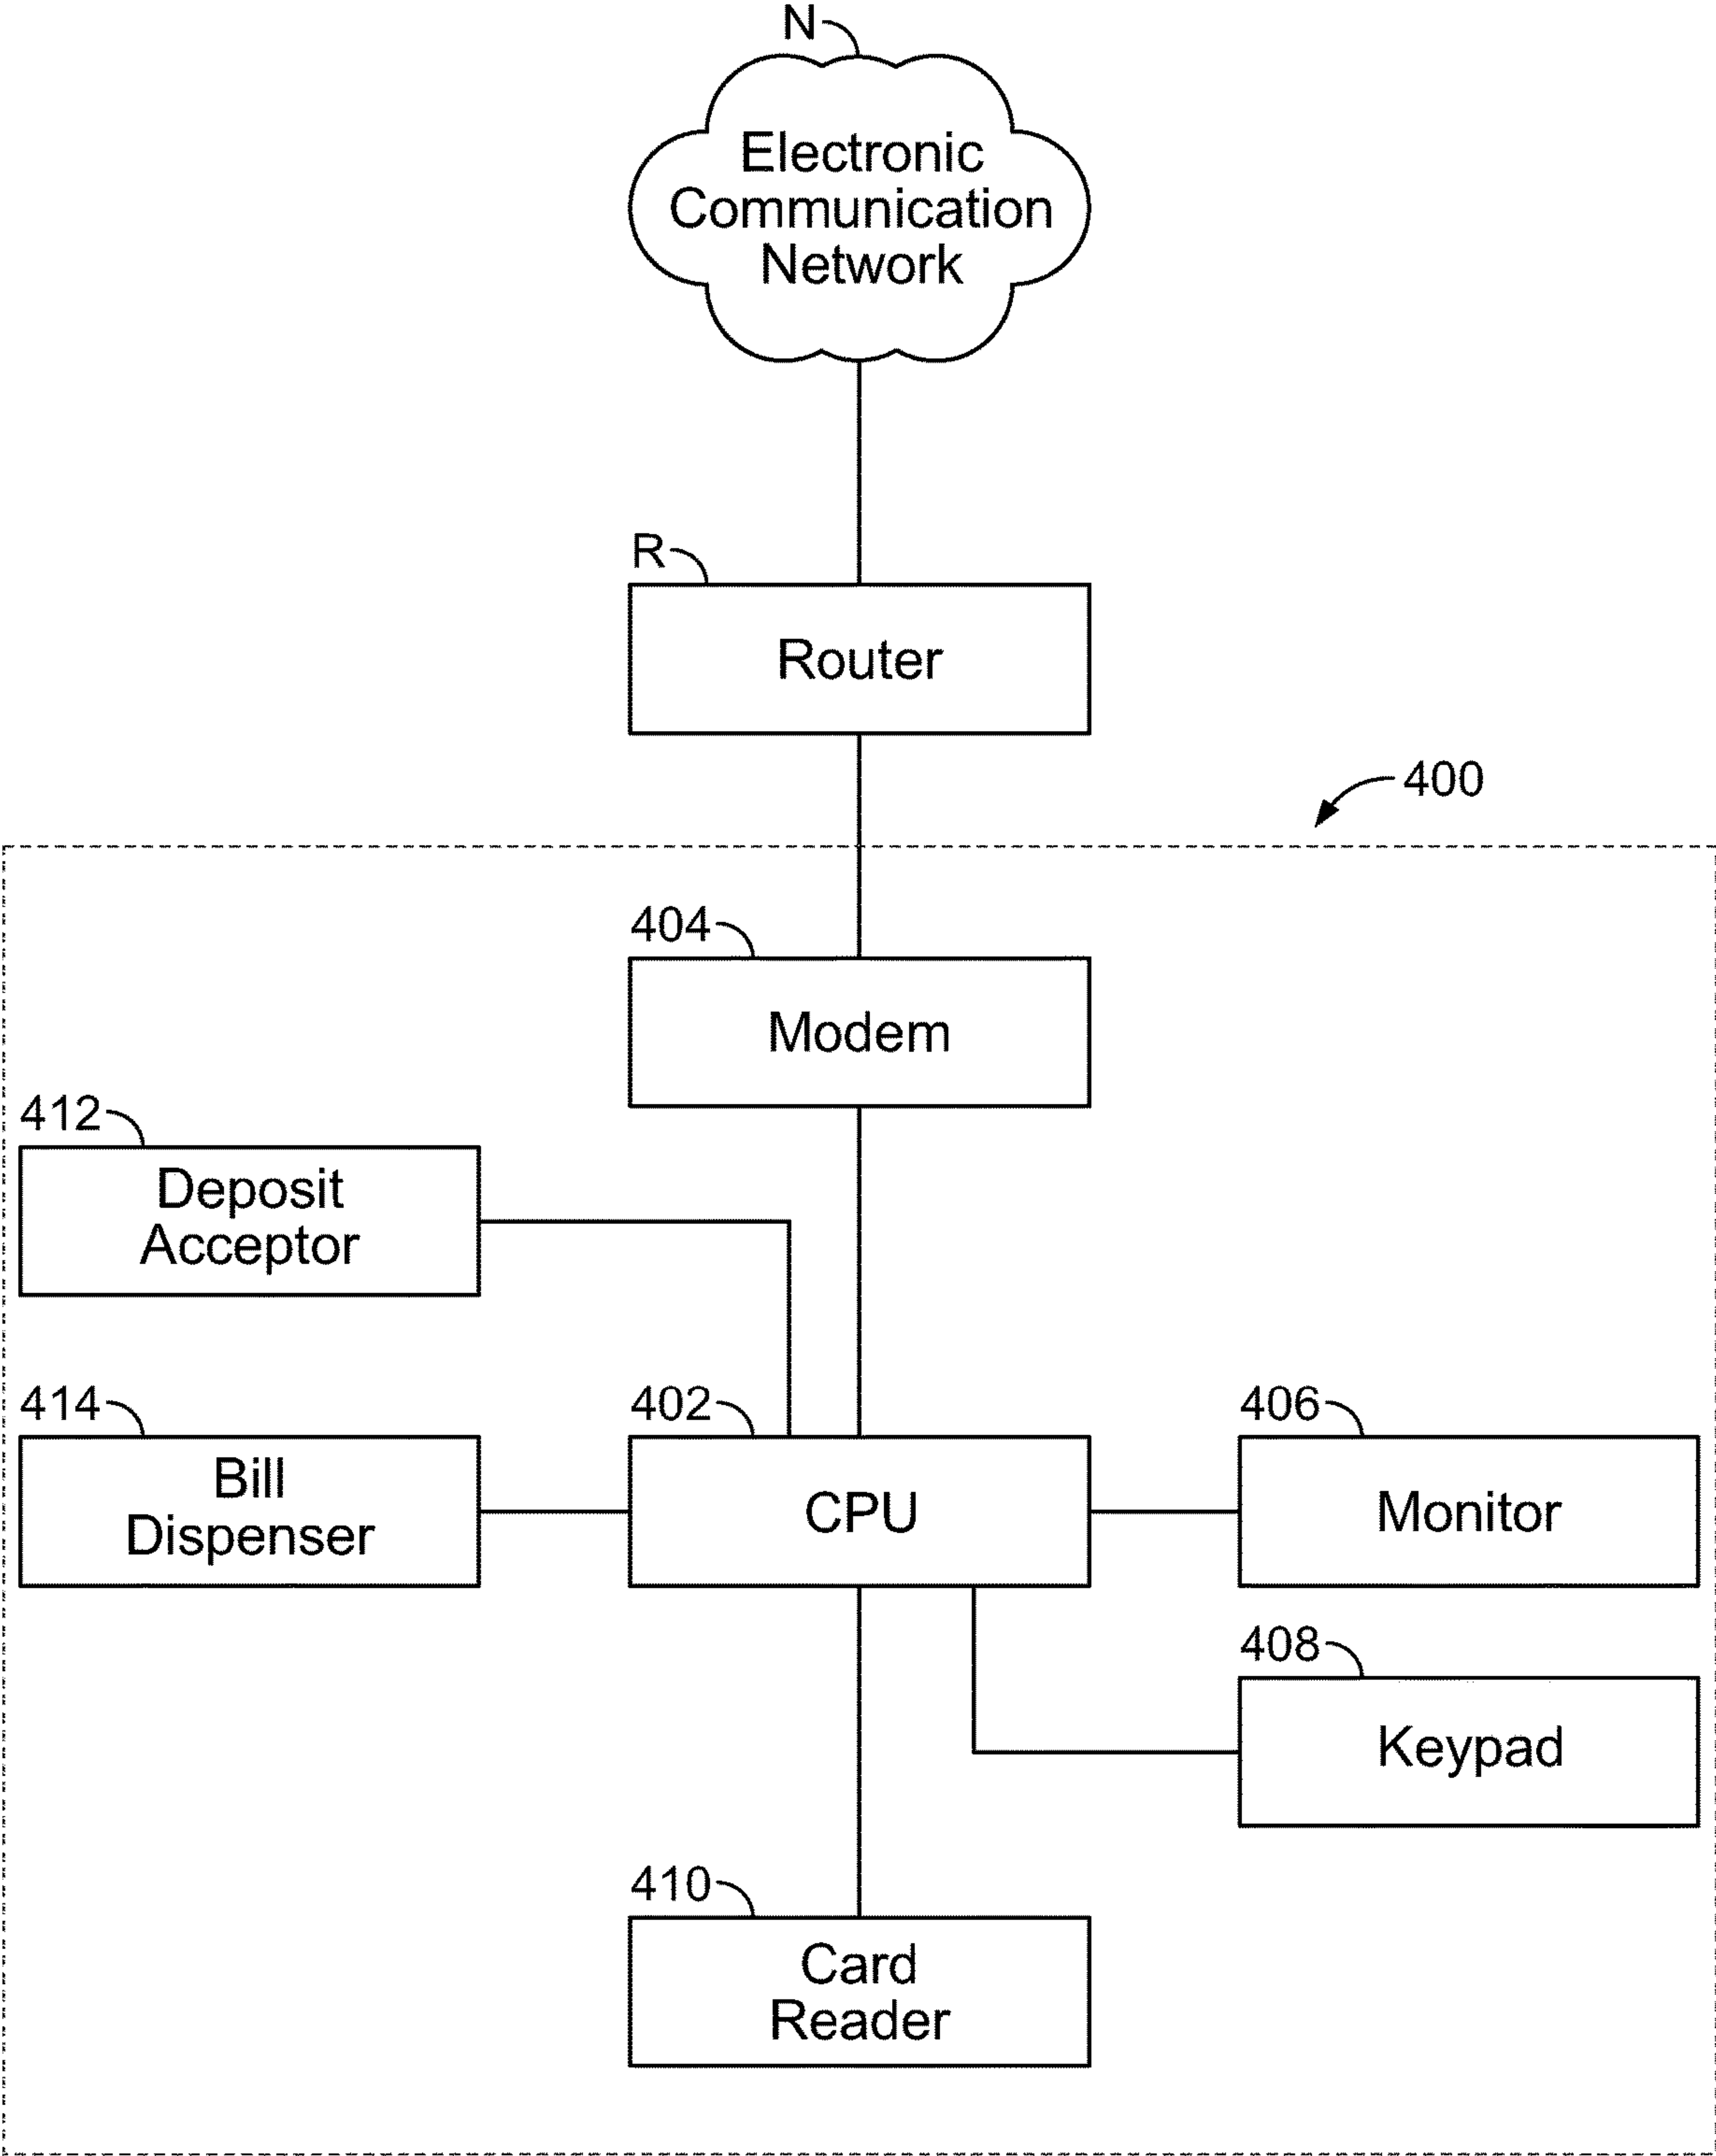 N
Electronic
Communication
Network
R
Router
400
404
Modem
412
Deposit
Acceptor
414
Bill
Dispenser
402
CPU
406
Monitor
408
Keypad
410
Card
Reader